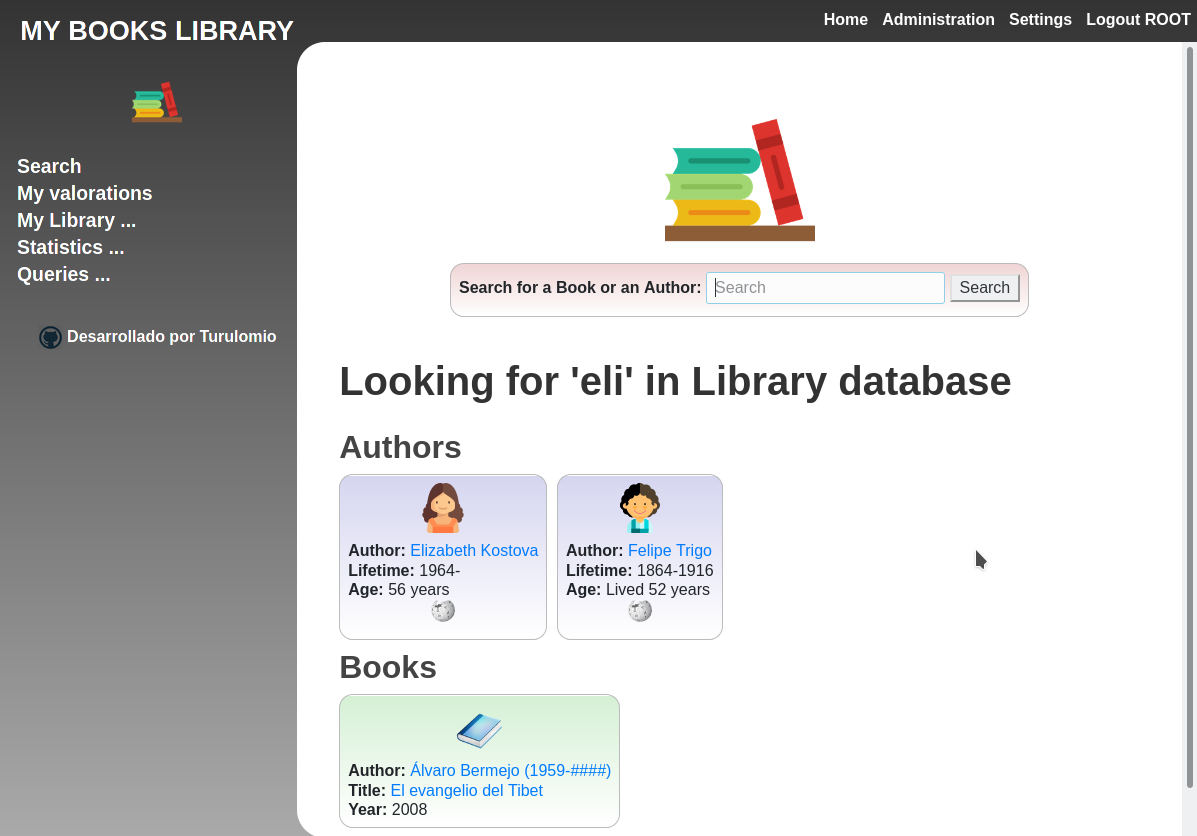 MY BOOKS LIBRARY
Home Administration Settings Logout ROOT
Search
My valorations
My Library ...
Statistics ...
Queries ...
Desarrollado por Turulomio
Search for a Book or an Author: Search Search
Looking for 'eli' in Library database
Authors
Author: Elizabeth Kostova
Lifetime: 1964-
Age: 56 years
Author: Felipe Trigo
Lifetime: 1864-1916
Age: Lived 52 years
Books
Author: Álvaro Bermejo (1959-####)
Title: El evangelio del Tibet
Year: 2008